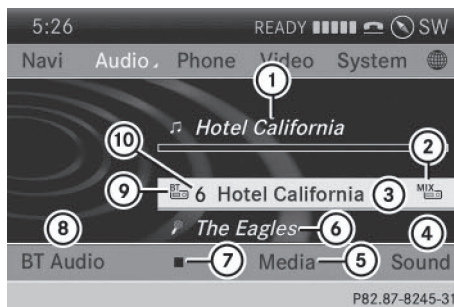 5:26 READY SW
Navi Audio Phone Video System
1
Hotel California
10 2
9 BT 6 Hotel California 3 MIX
8 The Eagles 6 4
BT Audio 7 Media 5 Sound
P82.87-8245-31